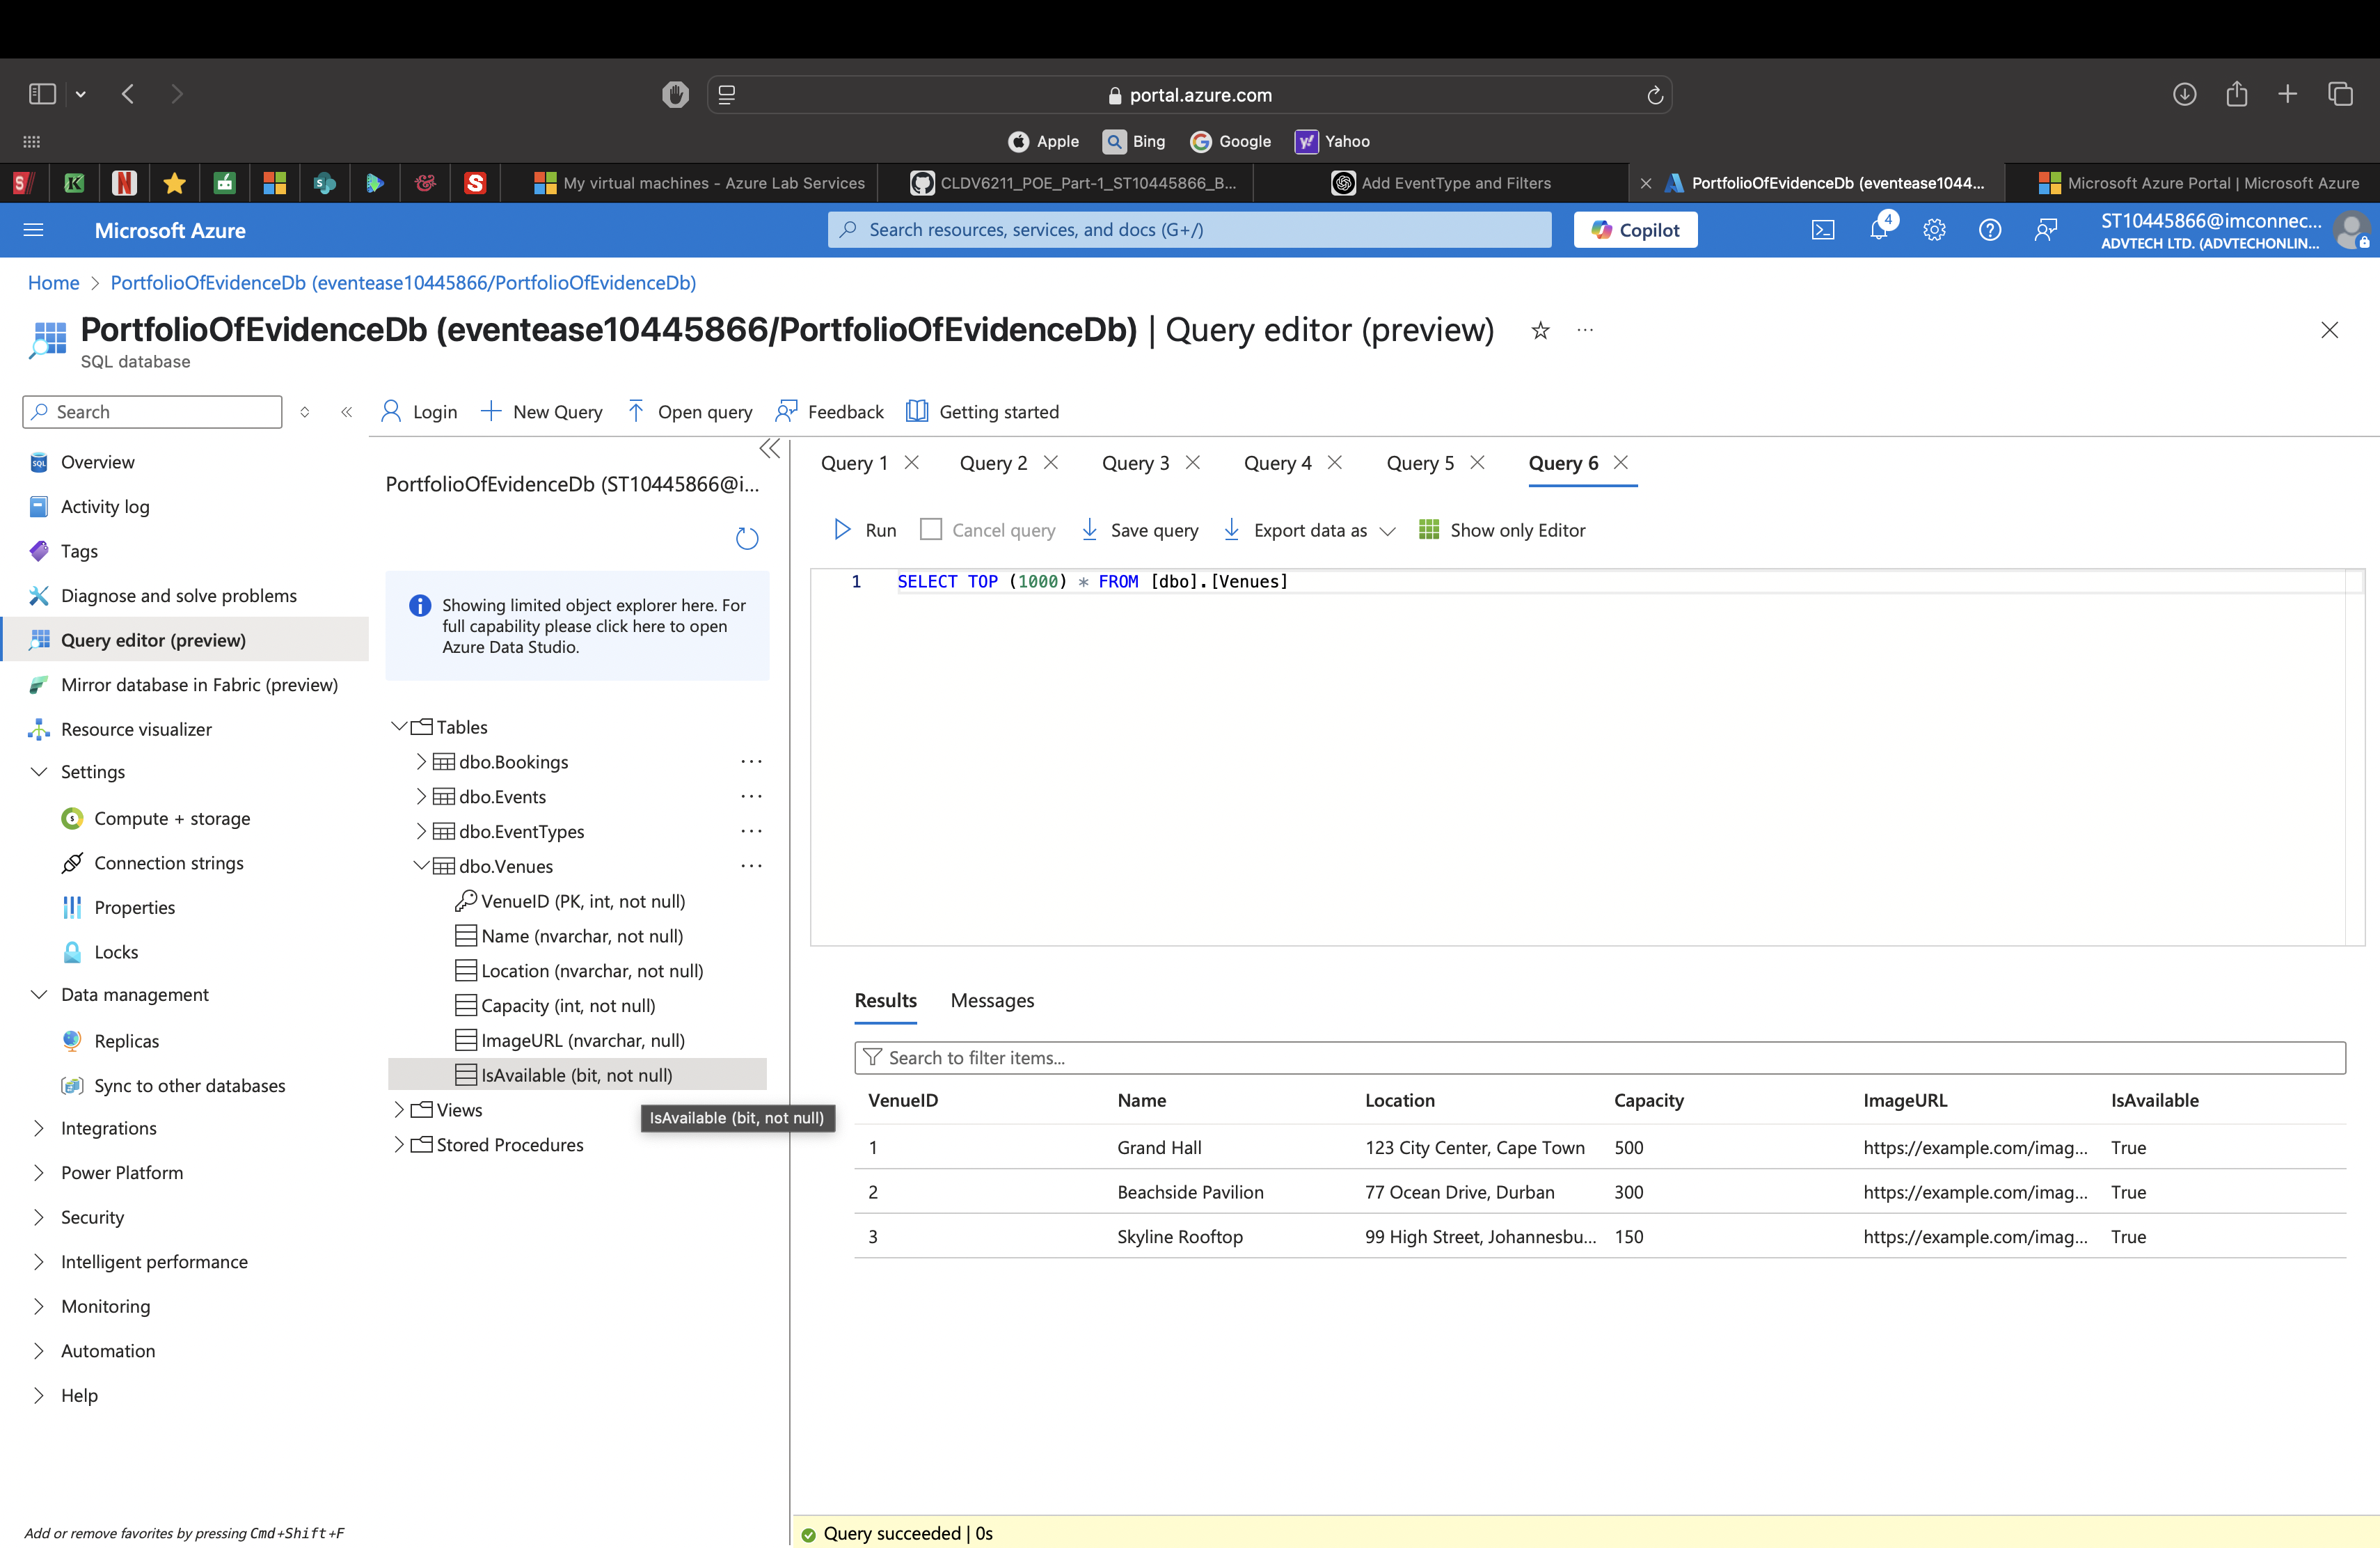 portal.azure.com
Apple
Bing
Google
Yahoo
My virtual machines - Azure Lab Services
CLDV6211_POE_Part-1_ST10445866_B...
Add EventType and Filters
PortfolioOfEvidenceDb (eventease1044...
Microsoft Azure Portal | Microsoft Azure
Microsoft Azure
Search resources, services, and docs (G+/)
Copilot
4
ST10445866@imconnec...
ADVTECH LTD. (ADVTECHONLIN...
Home > PortfolioOfEvidenceDb (eventease10445866/PortfolioOfEvidenceDb)
PortfolioOfEvidenceDb (eventease10445866/PortfolioOfEvidenceDb) | Query editor (preview)
SQL database
Search
Overview
Activity log
Tags
Diagnose and solve problems
Query editor (preview)
Mirror database in Fabric (preview)
Resource visualizer
Settings
Compute + storage
Connection strings
Properties
Locks
Data management
Replicas
Sync to other databases
Integrations
Power Platform
Security
Intelligent performance
Monitoring
Automation
Help
Add or remove favorites by pressing Cmd+Shift+F
Login
New Query
Open query
Feedback
Getting started
PortfolioOfEvidenceDb (ST10445866@i...
Showing limited object explorer here. For
full capability please click here to open
Azure Data Studio.
Tables
dbo.Bookings
dbo.Events
dbo.EventTypes
dbo.Venues
VenueID (PK, int, not null)
Name (nvarchar, not null)
Location (nvarchar, not null)
Capacity (int, not null)
ImageURL (nvarchar, null)
IsAvailable (bit, not null)
Views
IsAvailable (bit, not null)
Stored Procedures
Query 1
Query 2
Query 3
Query 4
Query 5
Query 6
Run
Cancel query
Save query
Export data as
Show only Editor
1 SELECT TOP (1000) * FROM [dbo].[Venues]
Results
Messages
Search to filter items...
VenueID Name Location Capacity ImageURL IsAvailable
1 Grand Hall 123 City Center, Cape Town 500 https://example.com/imag... True
2 Beachside Pavilion 77 Ocean Drive, Durban 300 https://example.com/imag... True
3 Skyline Rooftop 99 High Street, Johannesbu... 150 https://example.com/imag... True
Query succeeded | 0s